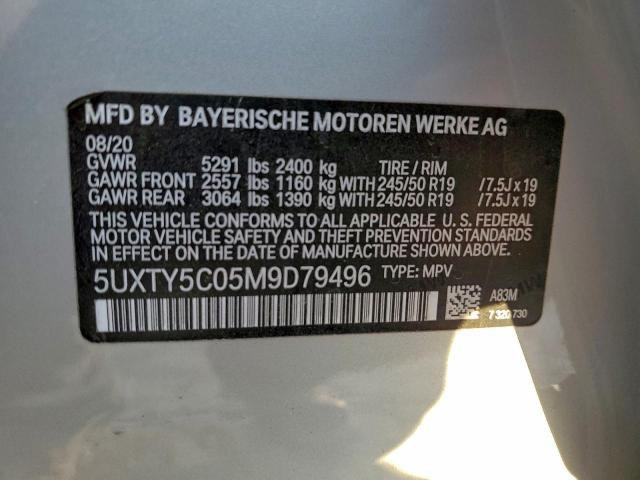 MFD BY BAYERISCHE MOTOREN WERKE AG
08/20
GVWR 5291 lbs 2400 kg TIRE / RIM
GAWR FRONT 2557 lbs 1160 kg WITH 245/50 R19 /7.5J x 19
GAWR REAR 3064 lbs 1390 kg WITH 245/50 R19 /7.5J x 19
THIS VEHICLE CONFORMS TO ALL APPLICABLE U. S. FEDERAL
MOTOR VEHICLE SAFETY AND THEFT PREVENTION STANDARDS
IN EFFECT ON THE DATE OF MANUFACTURE SHOWN ABOVE.
5UXTY5C05M9D79496 TYPE: MPV
A83M
7 320 730